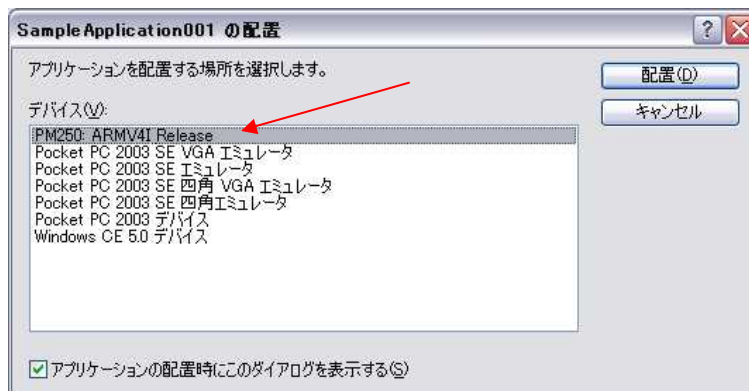 SampleApplication001 の配置
アプリケーションを配置する場所を選択します。
配置(D)
デバイス(V):
キャンセル
PM250: ARMV4I Release
Pocket PC 2003 SE VGA エミュレータ
Pocket PC 2003 SE エミュレータ
Pocket PC 2003 SE 四角 VGA エミュレータ
Pocket PC 2003 SE 四角エミュレータ
Pocket PC 2003 デバイス
Windows CE 5.0 デバイス
アプリケーションの配置時にこのダイアログを表示する(S)